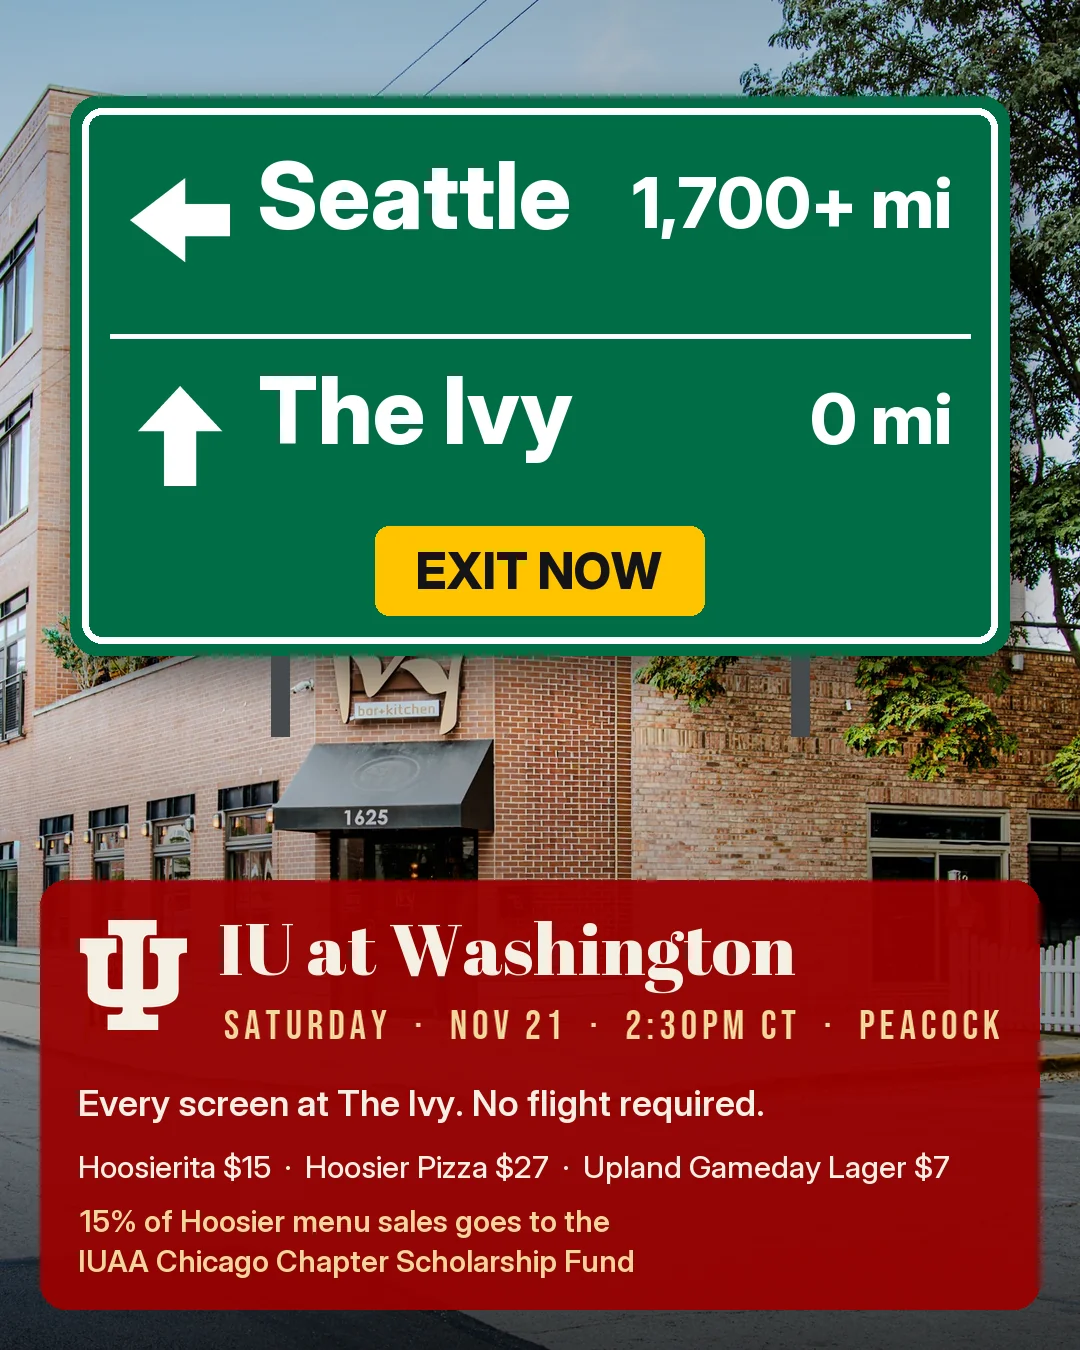 Seattle 1,700+ mi
The Ivy 0 mi
EXIT NOW
Ivy
bar+kitchen
1625
IU at Washington
SATURDAY · NOV 21 · 2:30PM CT · PEACOCK
Every screen at The Ivy. No flight required.
Hoosierita $15 · Hoosier Pizza $27 · Upland Gameday Lager $7
15% of Hoosier menu sales goes to the
IUAA Chicago Chapter Scholarship Fund